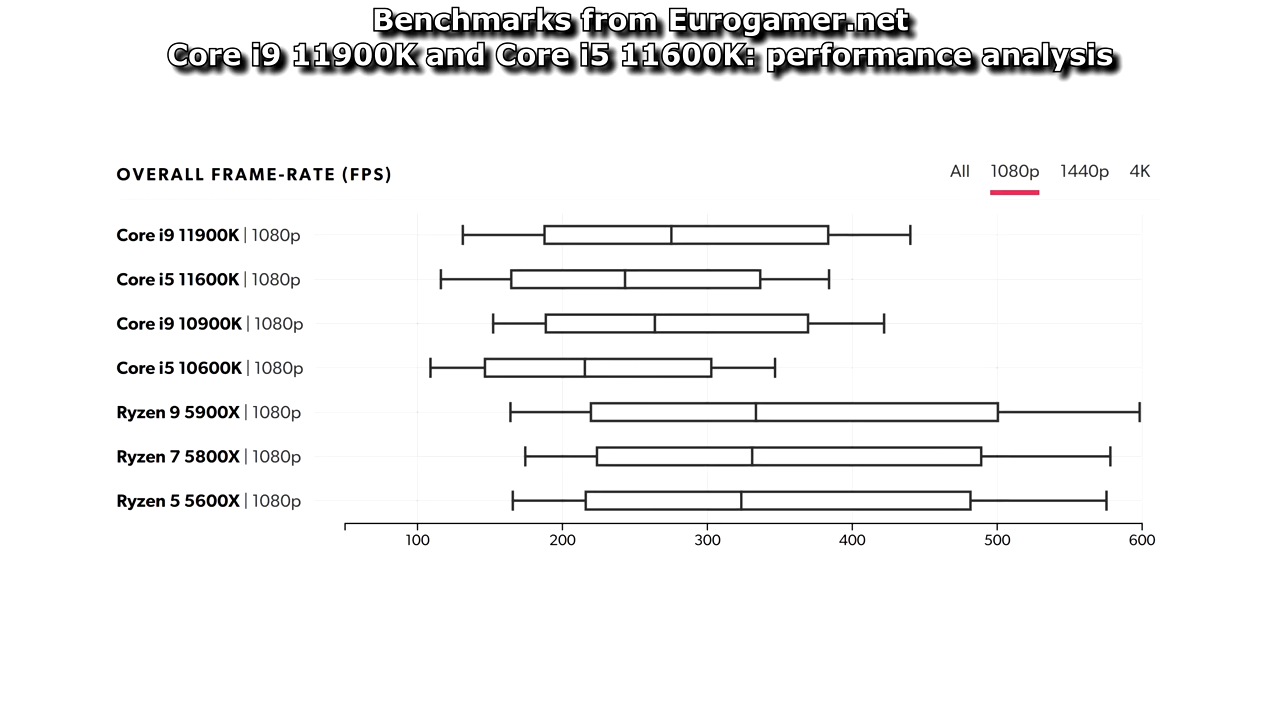 Benchmarks from Eurogamer.net
Core i9 11900K and Core i5 11600K: performance analysis
OVERALL FRAME-RATE (FPS)
All 1080p 1440p 4K
Core i9 11900K | 1080p
Core i5 11600K | 1080p
Core i9 10900K | 1080p
Core i5 10600K | 1080p
Ryzen 9 5900X | 1080p
Ryzen 7 5800X | 1080p
Ryzen 5 5600X | 1080p
100 200 300 400 500 600